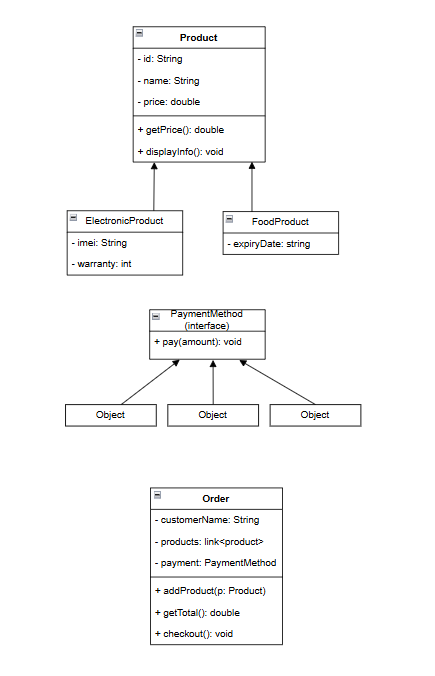 Product
- id: String
- name: String
- price: double
+ getPrice(): double
+ displayInfo(): void
ElectronicProduct
- imei: String
- warranty: int
FoodProduct
- expiryDate: string
PaymentMethod
(interface)
+ pay(amount): void
Object
Object
Object
Order
- customerName: String
- products: link<product>
- payment: PaymentMethod
+ addProduct(p: Product)
+ getTotal(): double
+ checkout(): void